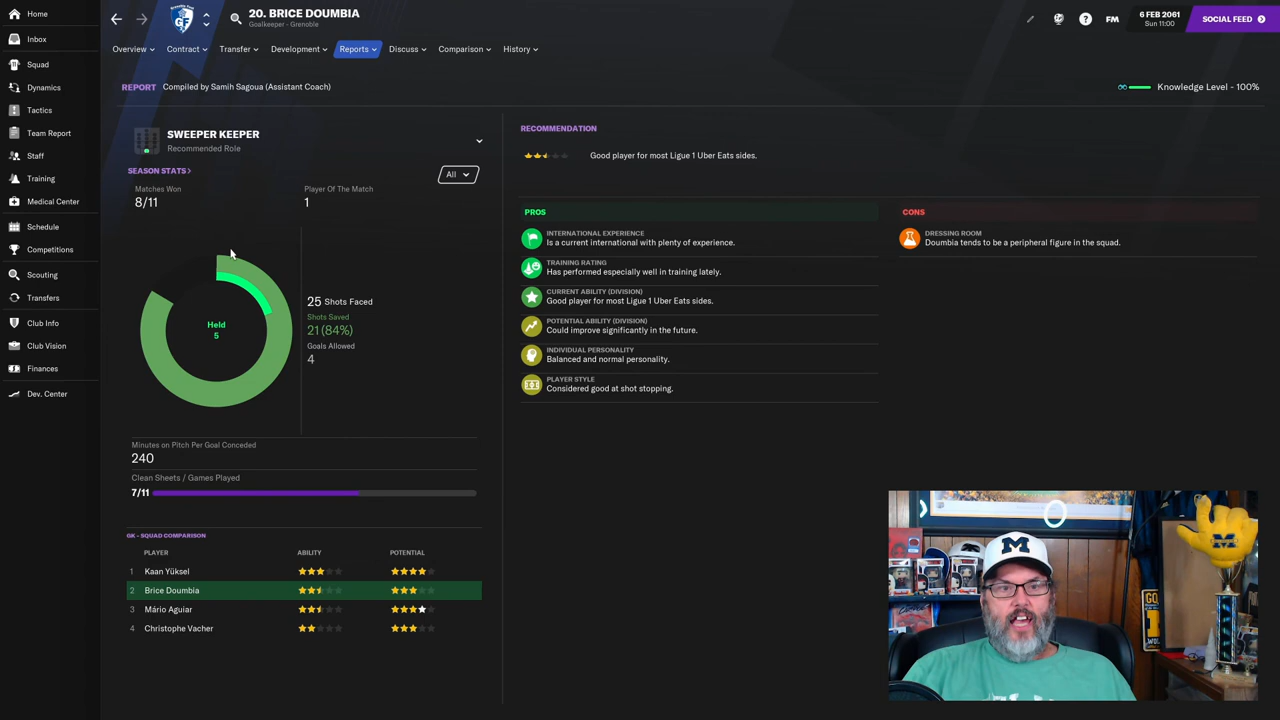 Home
Inbox
Squad
Dynamics
Tactics
Team Report
Staff
Training
Medical Center
Schedule
Competitions
Scouting
Transfers
Club Info
Club Vision
Finances
Dev. Center
20. BRICE DOUMBIA
Goalkeeper - Grenoble
FM
6 FEB 2061
Sun 11:00
SOCIAL FEED
Overview
Contract
Transfer
Development
Reports
Discuss
Comparison
History
REPORT Compiled by Samih Sagoua (Assistant Coach)
Knowledge Level - 100%
SWEEPER KEEPER
Recommended Role
SEASON STATS >
All
Matches Won
8/11
Player Of The Match
1
Held
5
25 Shots Faced
Shots Saved
21 (84%)
Goals Allowed
4
Minutes on Pitch Per Goal Conceded
240
Clean Sheets / Games Played
7/11
GK - SQUAD COMPARISON
PLAYER ABILITY POTENTIAL
1 Kaan Yüksel
2 Brice Doumbia
3 Mário Aguiar
4 Christophe Vacher
RECOMMENDATION
Good player for most Ligue 1 Uber Eats sides.
PROS
INTERNATIONAL EXPERIENCE
Is a current international with plenty of experience.
TRAINING RATING
Has performed especially well in training lately.
CURRENT ABILITY (DIVISION)
Good player for most Ligue 1 Uber Eats sides.
POTENTIAL ABILITY (DIVISION)
Could improve significantly in the future.
INDIVIDUAL PERSONALITY
Balanced and normal personality.
PLAYER STYLE
Considered good at shot stopping.
CONS
DRESSING ROOM
Doumbia tends to be a peripheral figure in the squad.
M